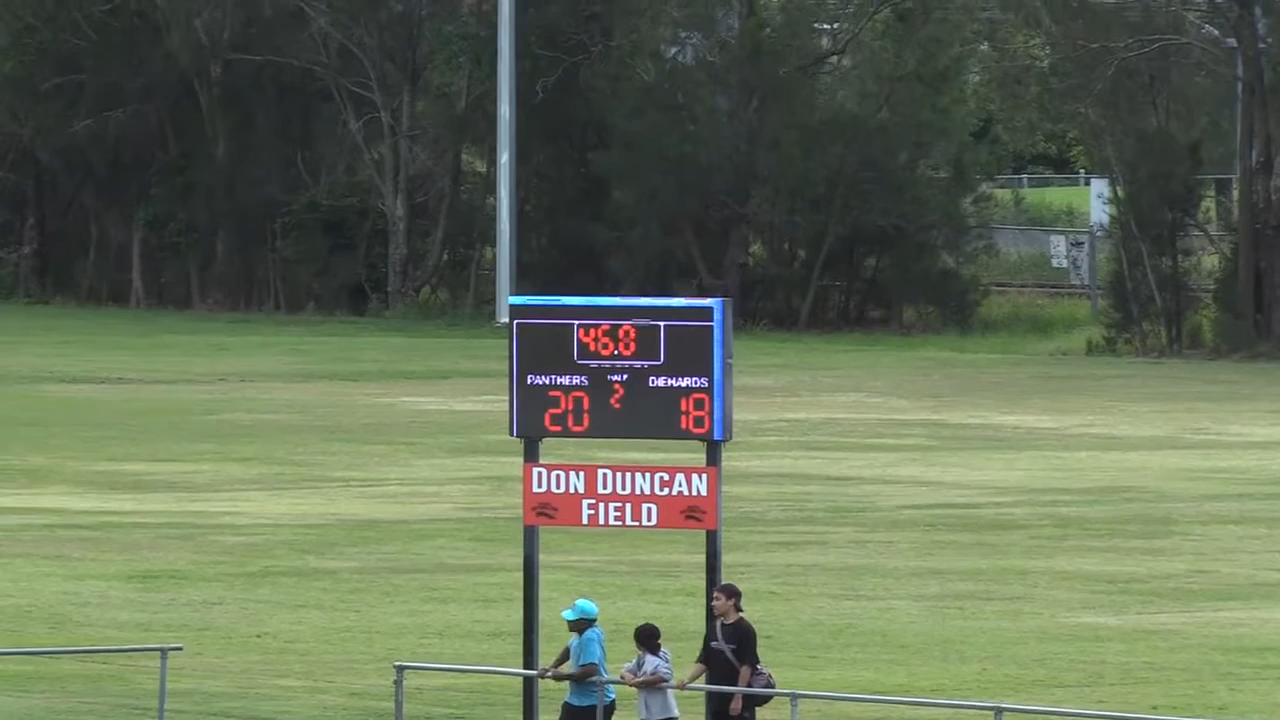 46.8
PANTHERS HALF DIEHARDS
20 2 18
DON DUNCAN
FIELD